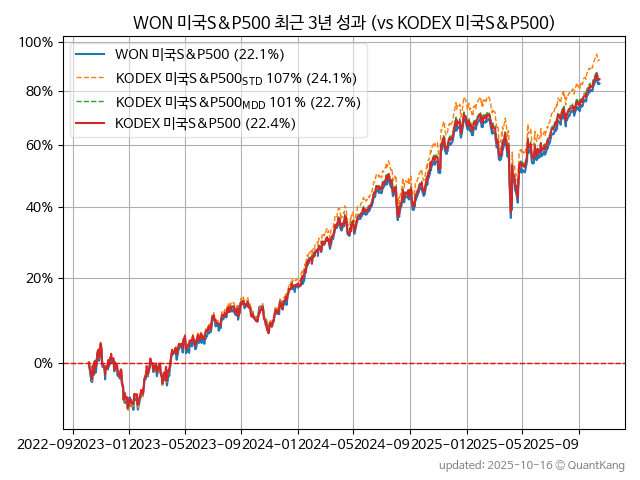 WON 미국S&P500 최근 3년 성과 (vs KODEX 미국S&P500)
100%
80%
60%
40%
20%
0%
WON 미국S&P500 (22.1%)
KODEX 미국S&P500STD 107% (24.1%)
KODEX 미국S&P500MDD 101% (22.7%)
KODEX 미국S&P500 (22.4%)
2022-09 2023-01 2023-05 2023-09 2024-01 2024-05 2024-09 2025-01 2025-05 2025-09
updated: 2025-10-16 © QuantKang